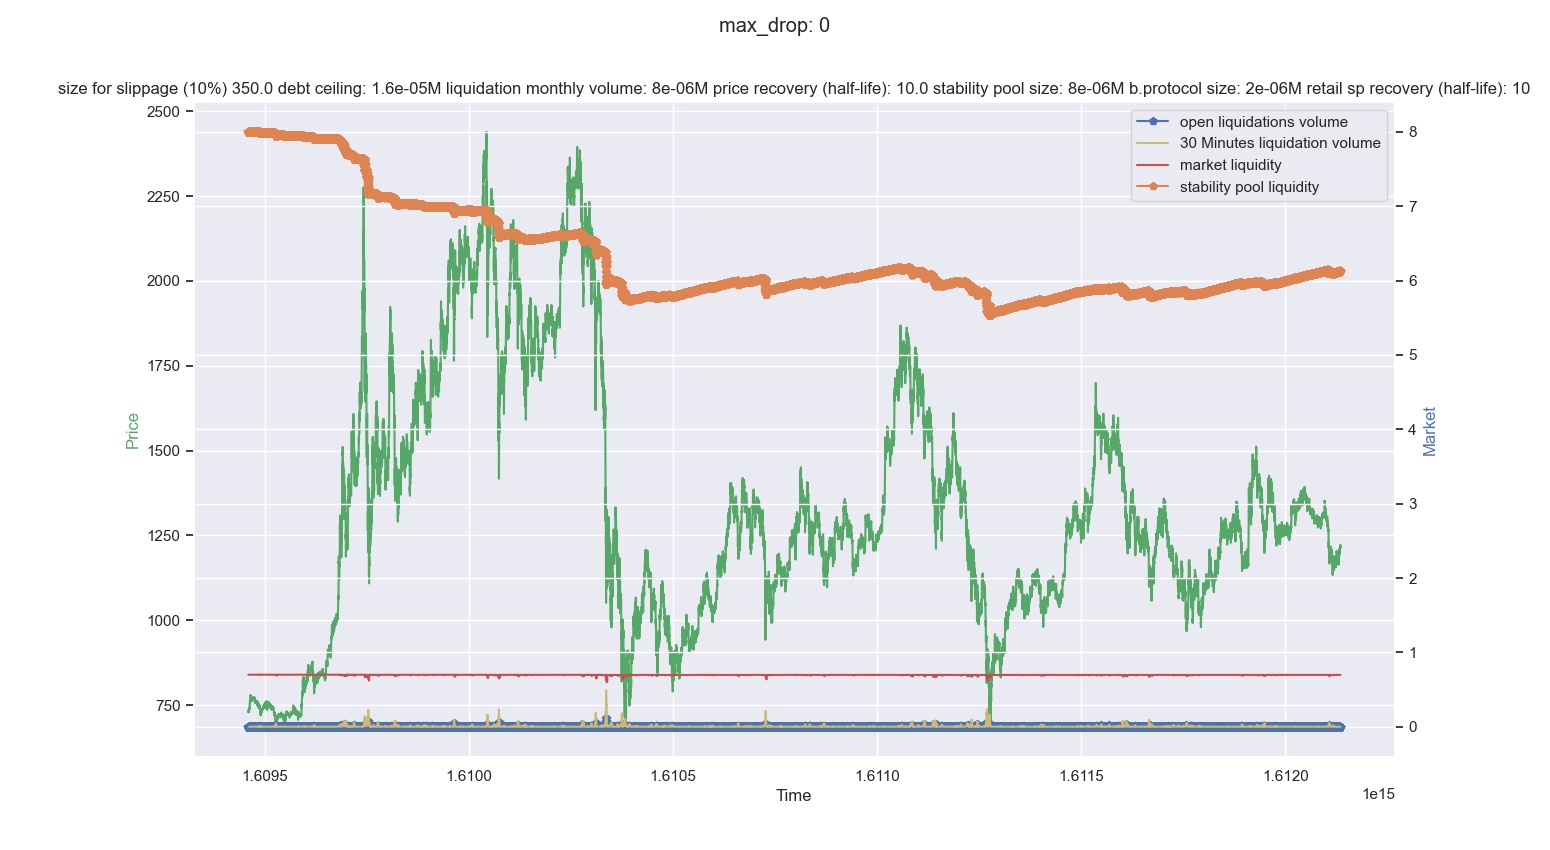 max_drop: 0
size for slippage (10%) 350.0 debt ceiling: 1.6e-05M liquidation monthly volume: 8e-06M price recovery (half-life): 10.0 stability pool size: 8e-06M b.protocol size: 2e-06M retail sp recovery (half-life): 10
open liquidations volume
30 Minutes liquidation volume
market liquidity
stability pool liquidity
2500
2250
2000
1750
1500
1250
1000
750
Price
8
7
6
5
4
3
2
1
0
Market
1.6095
1.6100
1.6105
1.6110
1.6115
1.6120
1e15
Time